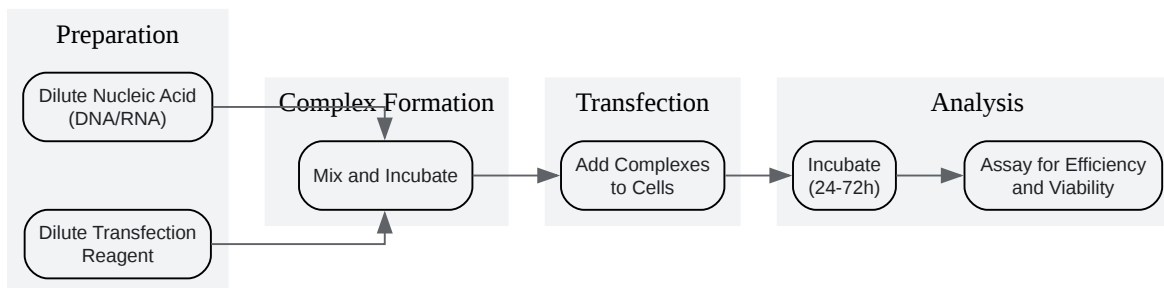 Preparation
Dilute Nucleic Acid
(DNA/RNA)
Dilute Transfection
Reagent
Complex Formation
Mix and Incubate
Transfection
Add Complexes
to Cells
Analysis
Incubate
(24-72h)
Assay for Efficiency
and Viability